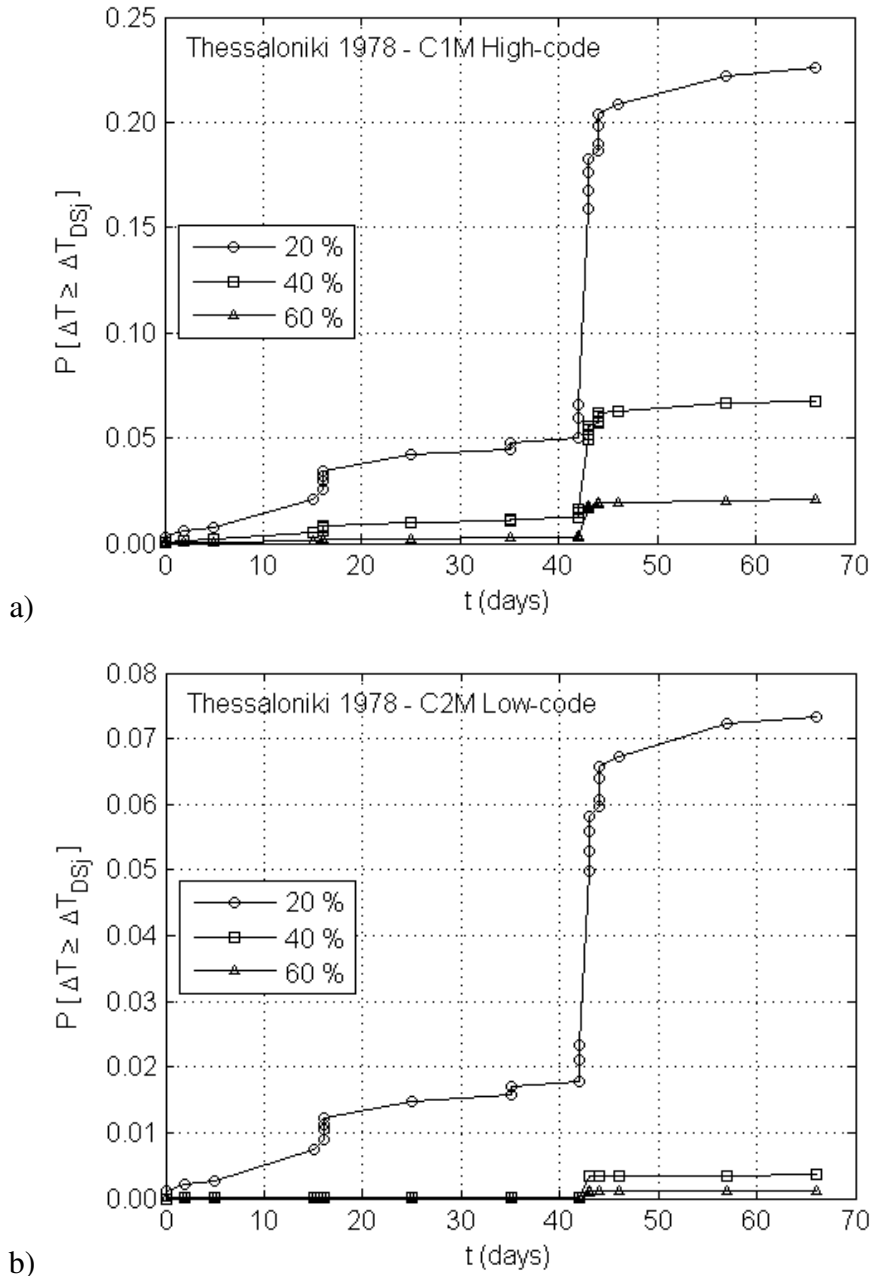 0.25
Thessaloniki 1978 - C1M High-code
0.20
0.15
20 %
40 %
60 %
0.10
0.05
0.00
P [ ΔT ≥ ΔT_DSj ]
0 10 20 30 40 50 60 70
t (days)
a)
0.08
Thessaloniki 1978 - C2M Low-code
0.07
0.06
0.05
20 %
40 %
60 %
0.04
0.03
0.02
0.01
0.00
P [ ΔT ≥ ΔT_DSj ]
0 10 20 30 40 50 60 70
t (days)
b)